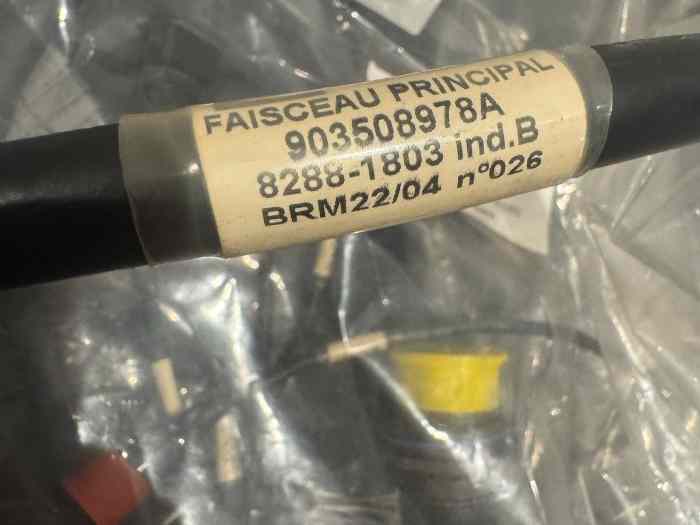 FAISCEAU PRINCIPAL
903508978A
8288-1803 ind.B
BRM22/04 n°026